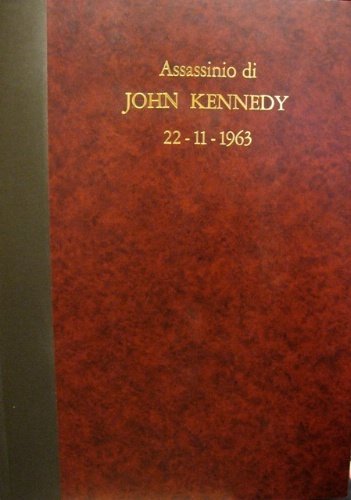 Assassinio di
JOHN KENNEDY
22-11-1963